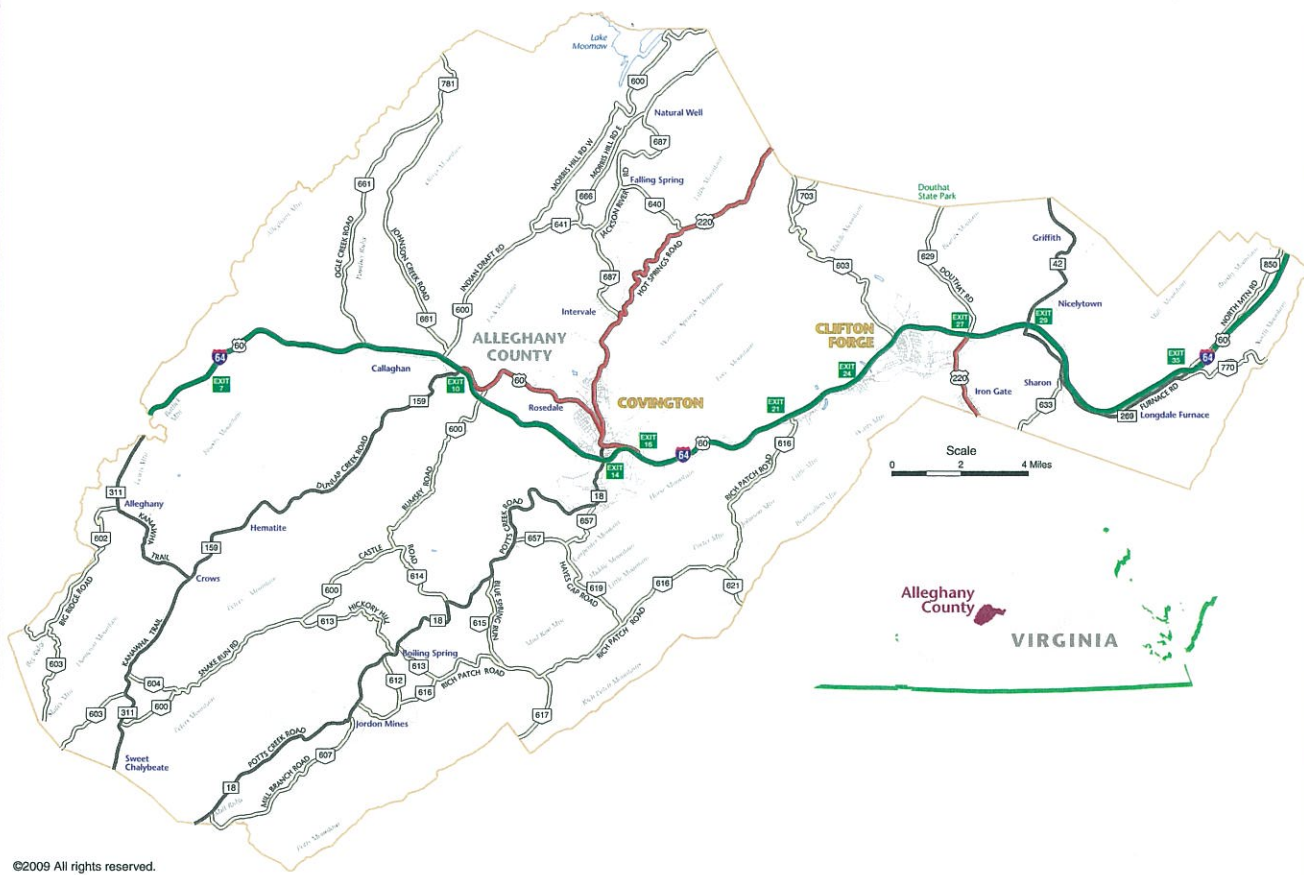 Lake
Moomaw
781
600
Natural Well
687
MORRIS HILL RD W
MORRIS HILL RD E
661
Falling Spring
666
JACKSON RIVER RD
640
641
220
703
Douthat
State Park
OGLE CREEK ROAD
JOHNSON CREEK ROAD
INDIAN DRAFT RD
HOT SPRINGS ROAD
687
603
629
DOUTHAT RD
Griffith
42
850
NORTH MTN RD
Nicelytown
600
661
Intervale
ALLEGHANY
COUNTY
CLIFTON
FORGE
EXIT
27
EXIT
29
60
64
EXIT
7
60
64
EXIT
35
770
Callaghan
EXIT
10
60
EXIT
24
220
Iron Gate
Sharon
633
FURNACE RD
269
Longdale Furnace
159
Rosedale
COVINGTON
EXIT
21
600
EXIT
16
64
60
616
EXIT
14
Scale
0 2 4 Miles
DUNLAP CREEK ROAD
RUMSEY ROAD
RICH PATCH ROAD
311
Alleghany
KANAWHA
TRAIL
602
Hematite
159
18
657
POTTS CREEK ROAD
657
CASTLE
ROAD
614
HAYES GAP ROAD
619
616
621
Crows
BIG RIDGE ROAD
600
613
HICKORY HILL
18
BLUE SPRING RUN
615
RICH PATCH ROAD
Alleghany
County
VIRGINIA
KANAWHA TRAIL
SNAKE RUN RD
603
604
600
Boiling Spring
613
612
616
RICH PATCH ROAD
603
311
617
Jordon Mines
Sweet
Chalybeate
POTTS CREEK ROAD
607
MILL BRANCH ROAD
18
©2009 All rights reserved.